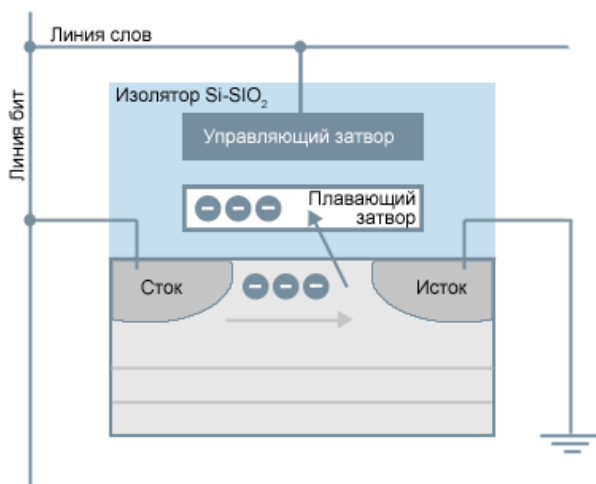 Линия слов
Линия бит
Изолятор Si-SIO₂
Управляющий затвор
Плавающий
затвор
Сток
Исток